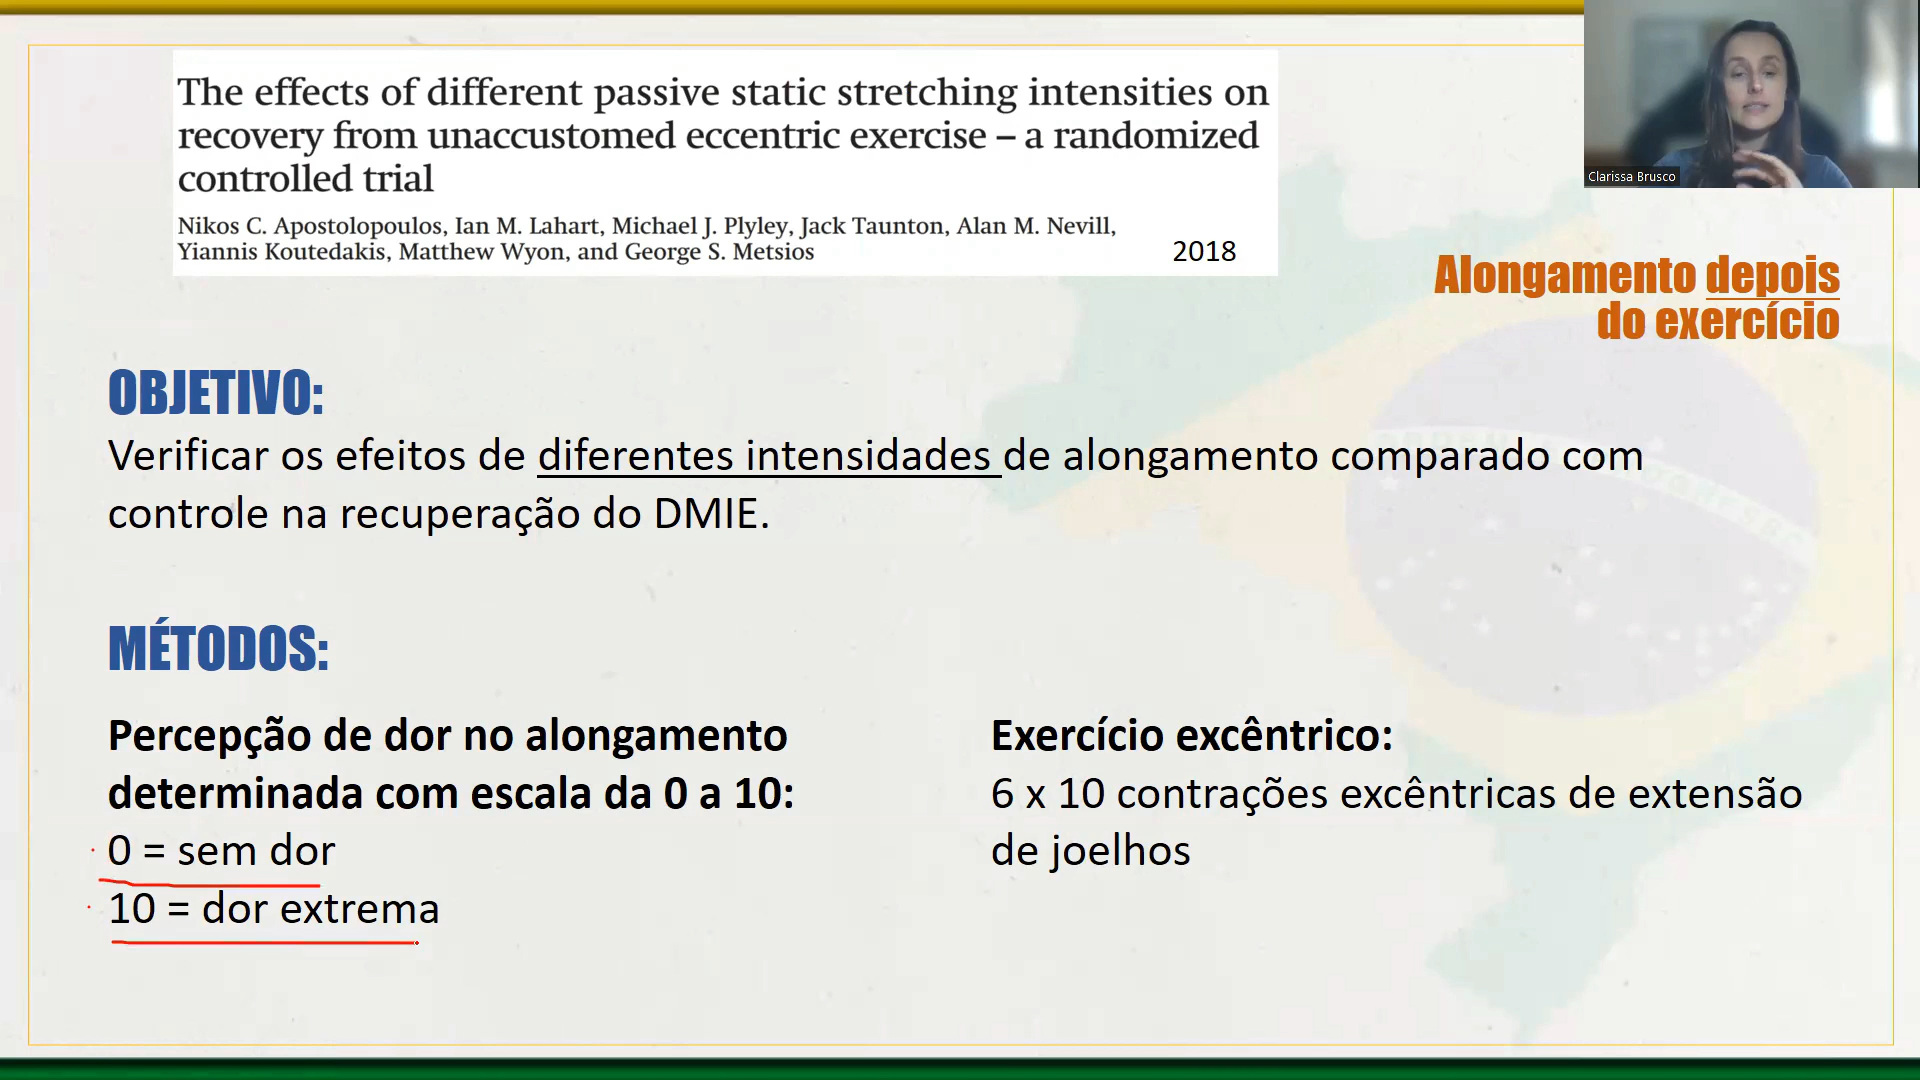 The effects of different passive static stretching intensities on
recovery from unaccustomed eccentric exercise – a randomized
controlled trial
Nikos C. Apostolopoulos, Ian M. Lahart, Michael J. Plyley, Jack Taunton, Alan M. Nevill,
Yiannis Koutedakis, Matthew Wyon, and George S. Metsios
2018
Clarissa Brusco
Alongamento depois
do exercício
OBJETIVO:
Verificar os efeitos de diferentes intensidades de alongamento comparado com
controle na recuperação do DMIE.
MÉTODOS:
Percepção de dor no alongamento
determinada com escala da 0 a 10:
0 = sem dor
10 = dor extrema
Exercício excêntrico:
6 x 10 contrações excêntricas de extensão
de joelhos